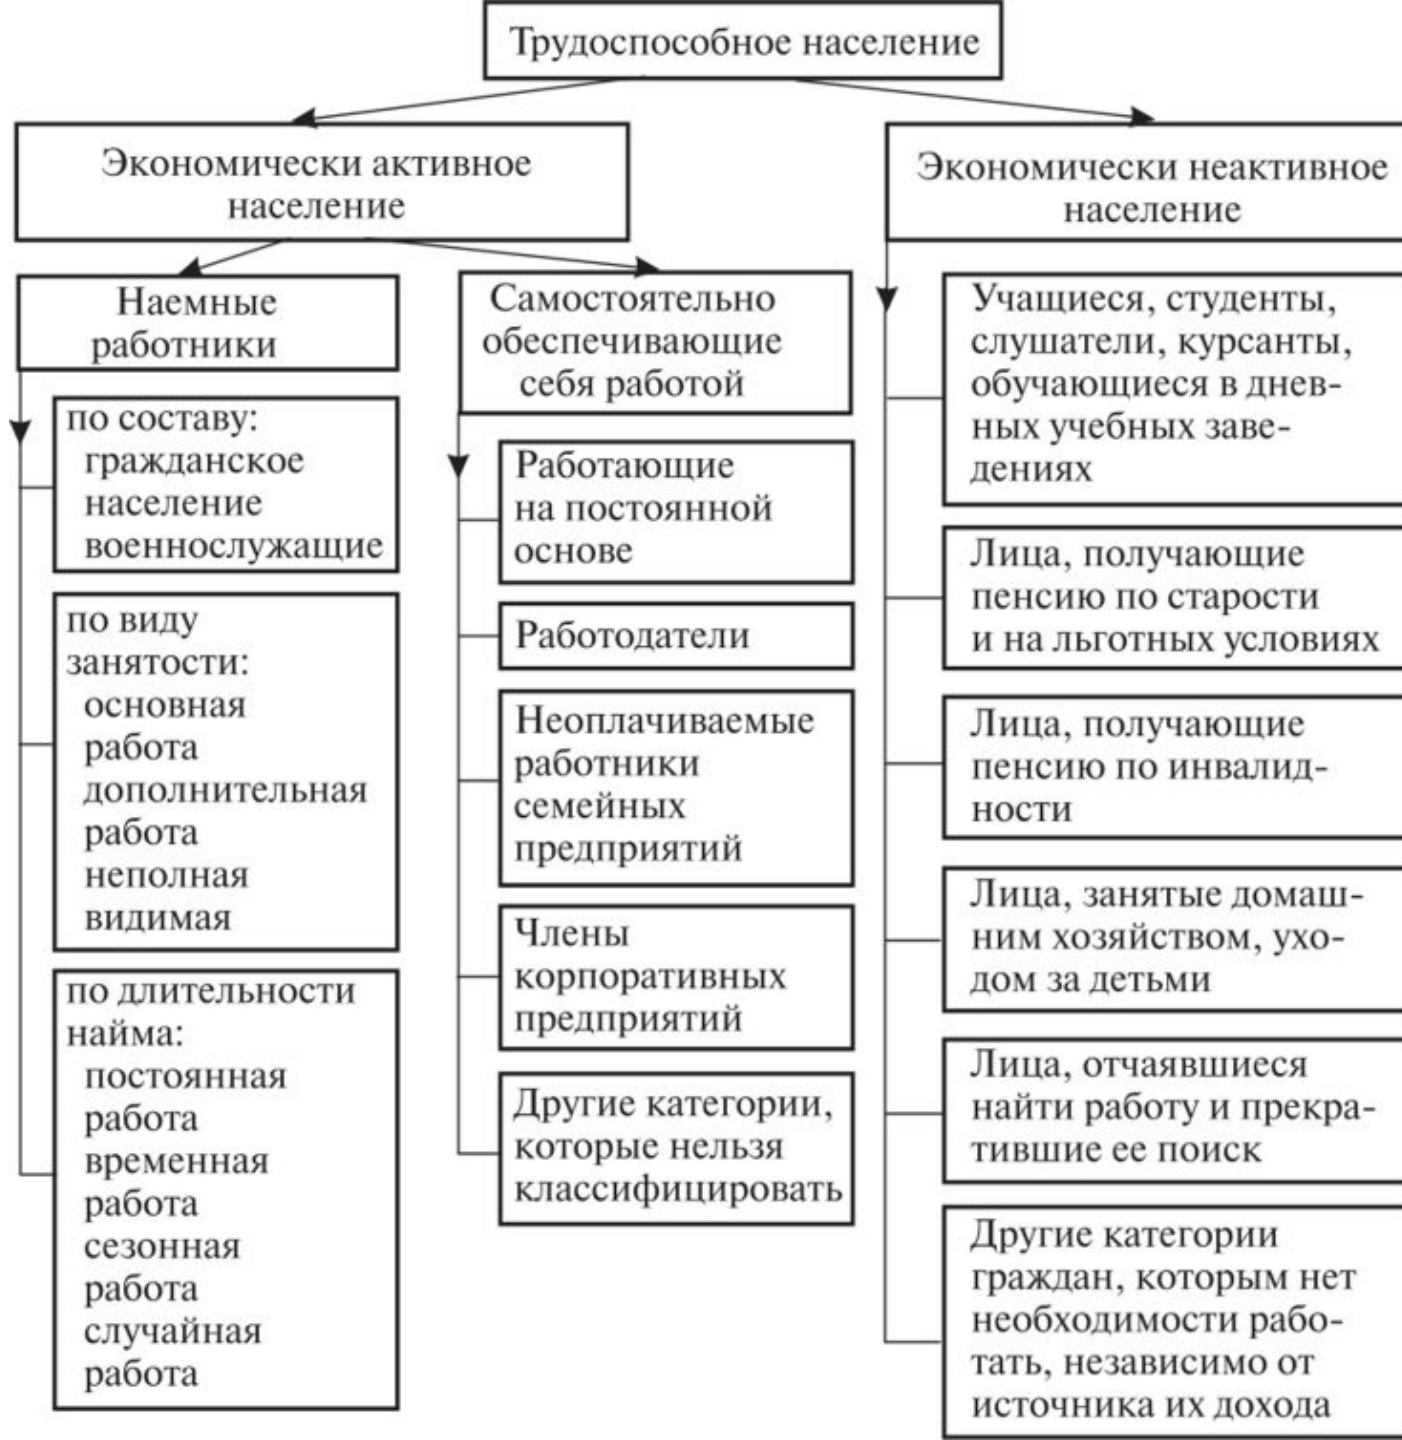 Трудоспособное население
Экономически активное
население
Экономически неактивное
население
Наемные
работники
по составу:
гражданское
население
военнослужащие
по виду
занятости:
основная
работа
дополнительная
работа
неполная
видимая
по длительности
найма:
постоянная
работа
временная
работа
сезонная
работа
случайная
работа
Самостоятельно
обеспечивающие
себя работой
Работающие
на постоянной
основе
Работодатели
Неоплачиваемые
работники
семейных
предприятий
Члены
корпоративных
предприятий
Другие категории,
которые нельзя
классифицировать
Учащиеся, студенты,
слушатели, курсанты,
обучающиеся в днев-
ных учебных заве-
дениях
Лица, получающие
пенсию по старости
и на льготных условиях
Лица, получающие
пенсию по инвалид-
ности
Лица, занятые домаш-
ним хозяйством, ухо-
дом за детьми
Лица, отчаявшиеся
найти работу и прекра-
тившие ее поиск
Другие категории
граждан, которым нет
необходимости рабо-
тать, независимо от
источника их дохода